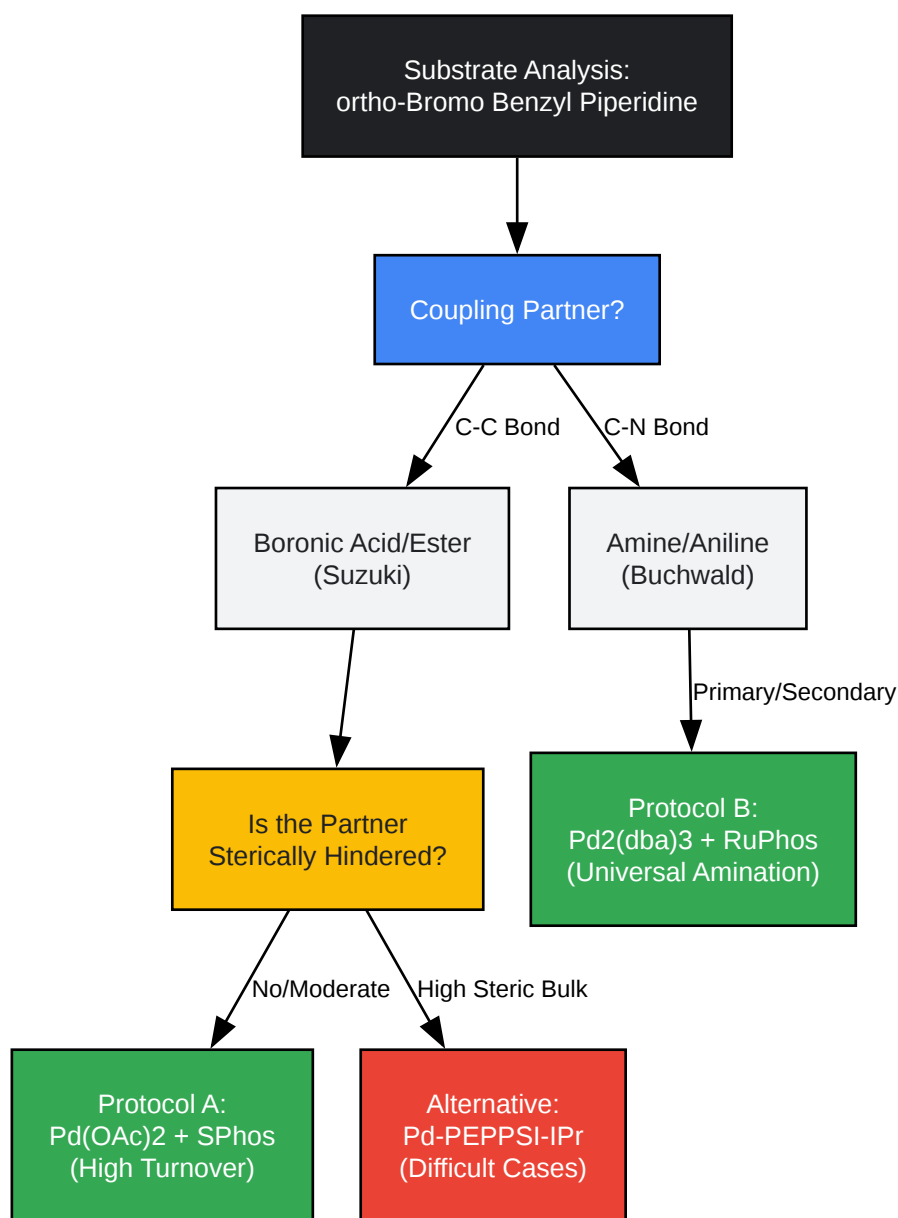 Substrate Analysis:
ortho-Bromo Benzyl Piperidine
Coupling Partner?
C-C Bond
C-N Bond
Boronic Acid/Ester
(Suzuki)
Amine/Aniline
(Buchwald)
Primary/Secondary
Is the Partner
Sterically Hindered?
Protocol B:
Pd2(dba)3 + RuPhos
(Universal Amination)
No/Moderate
High Steric Bulk
Protocol A:
Pd(OAc)2 + SPhos
(High Turnover)
Alternative:
Pd-PEPPSI-IPr
(Difficult Cases)